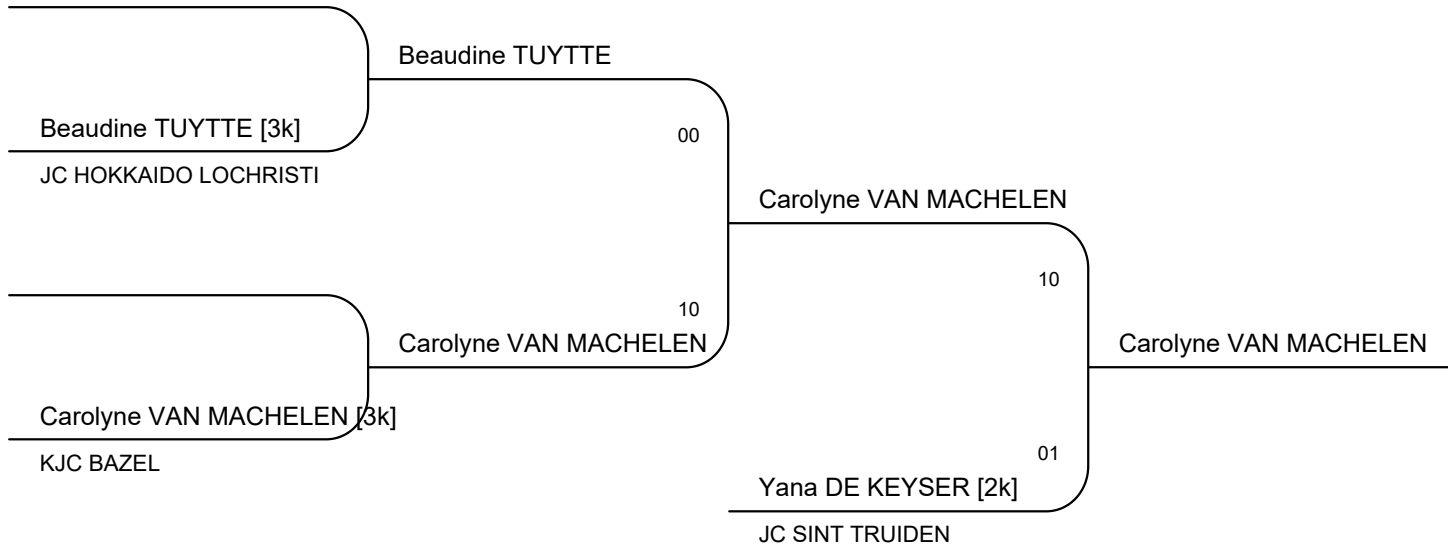 Beaudine TUYTTE
Beaudine TUYTTE [3k]
00
JC HOKKAIDO LOCHRISTI
Carolyne VAN MACHELEN
10
10
Carolyne VAN MACHELEN
Carolyne VAN MACHELEN
Carolyne VAN MACHELEN [3k]
KJC BAZEL
01
Yana DE KEYSER [2k]
JC SINT TRUIDEN